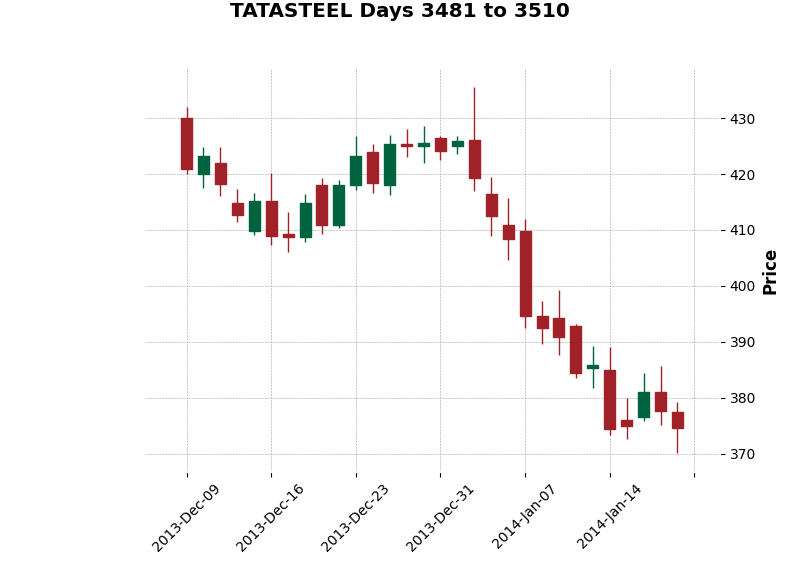 TATASTEEL Days 3481 to 3510
430
420
410
400
390
380
370
Price
2013-Dec-09
2013-Dec-16
2013-Dec-23
2013-Dec-31
2014-Jan-07
2014-Jan-14